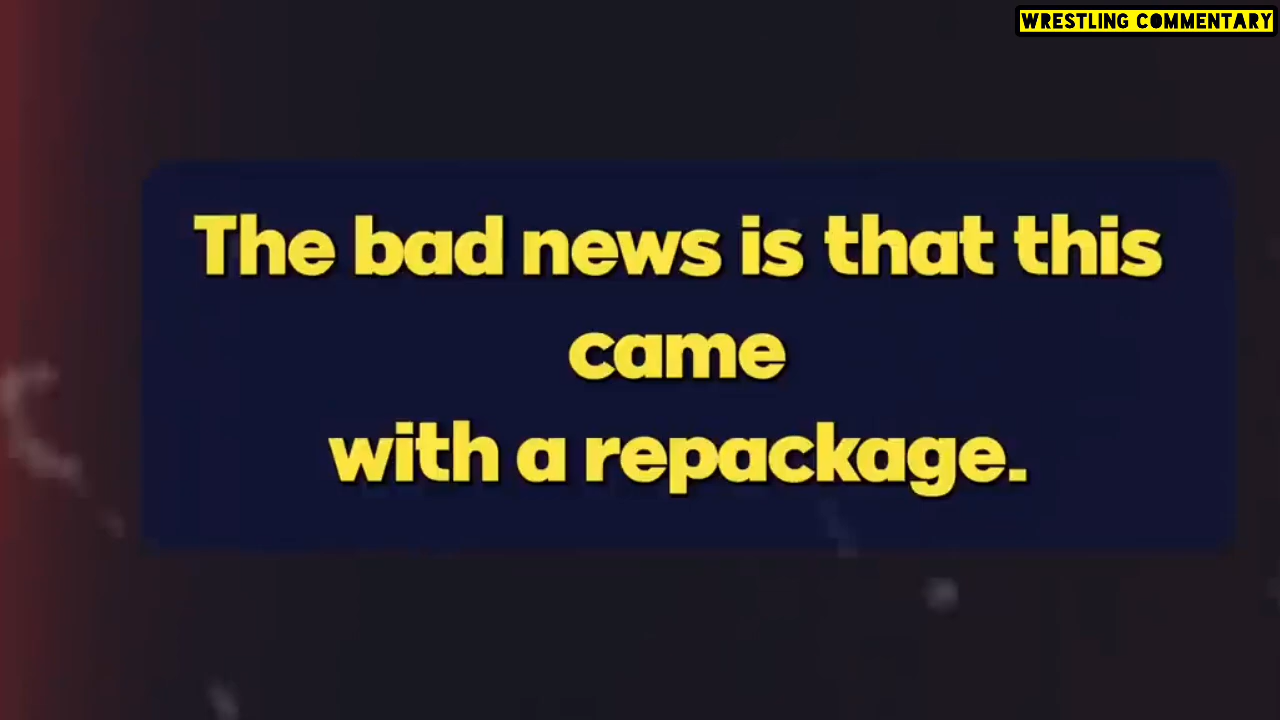 WRESTLING COMMENTARY
The bad news is that this
came
with a repackage.